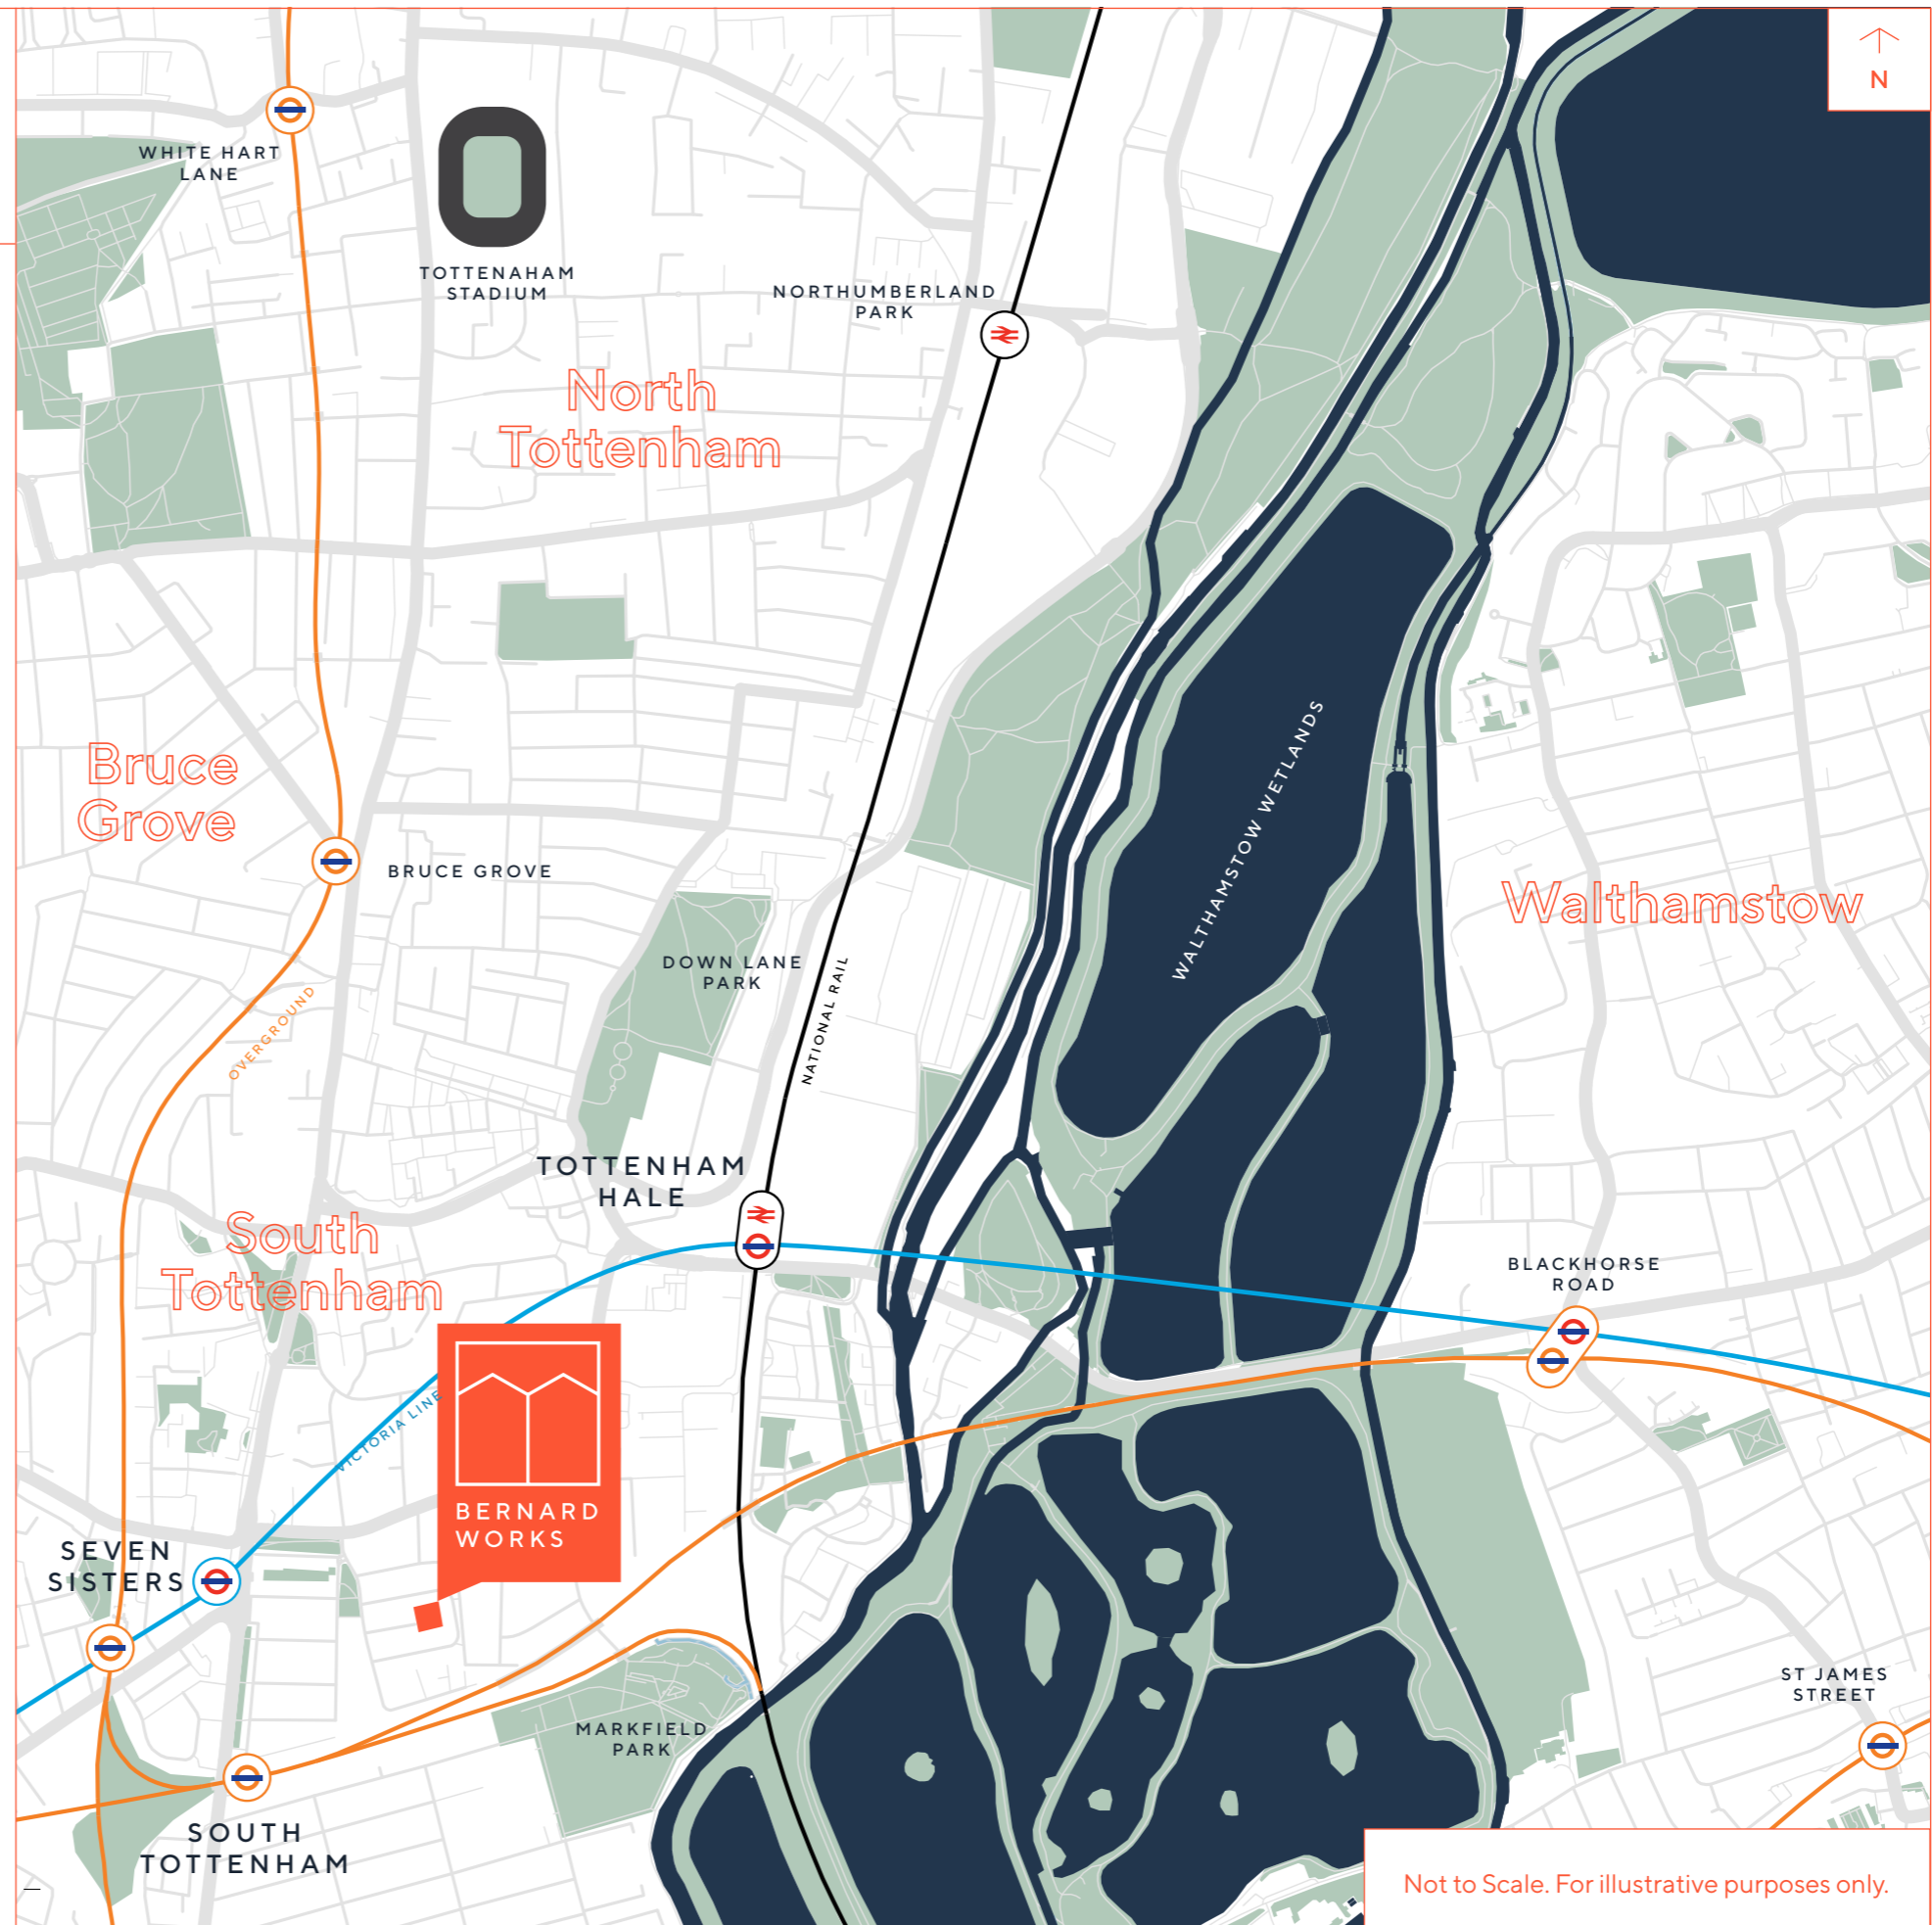 N
WHITE HART
LANE
TOTTENAHAM
STADIUM
NORTHUMBERLAND
PARK
North
Tottenham
Bruce
Grove
BRUCE GROVE
WALTHAMSTOW WETLANDS
Walthamstow
DOWN LANE
PARK
NATIONAL RAIL
OVERGROUND
TOTTENHAM
HALE
South
Tottenham
BLACKHORSE
ROAD
VICTORIA LINE
BERNARD
WORKS
SEVEN
SISTERS
ST JAMES
STREET
MARKFIELD
PARK
SOUTH
TOTTENHAM
Not to Scale. For illustrative purposes only.